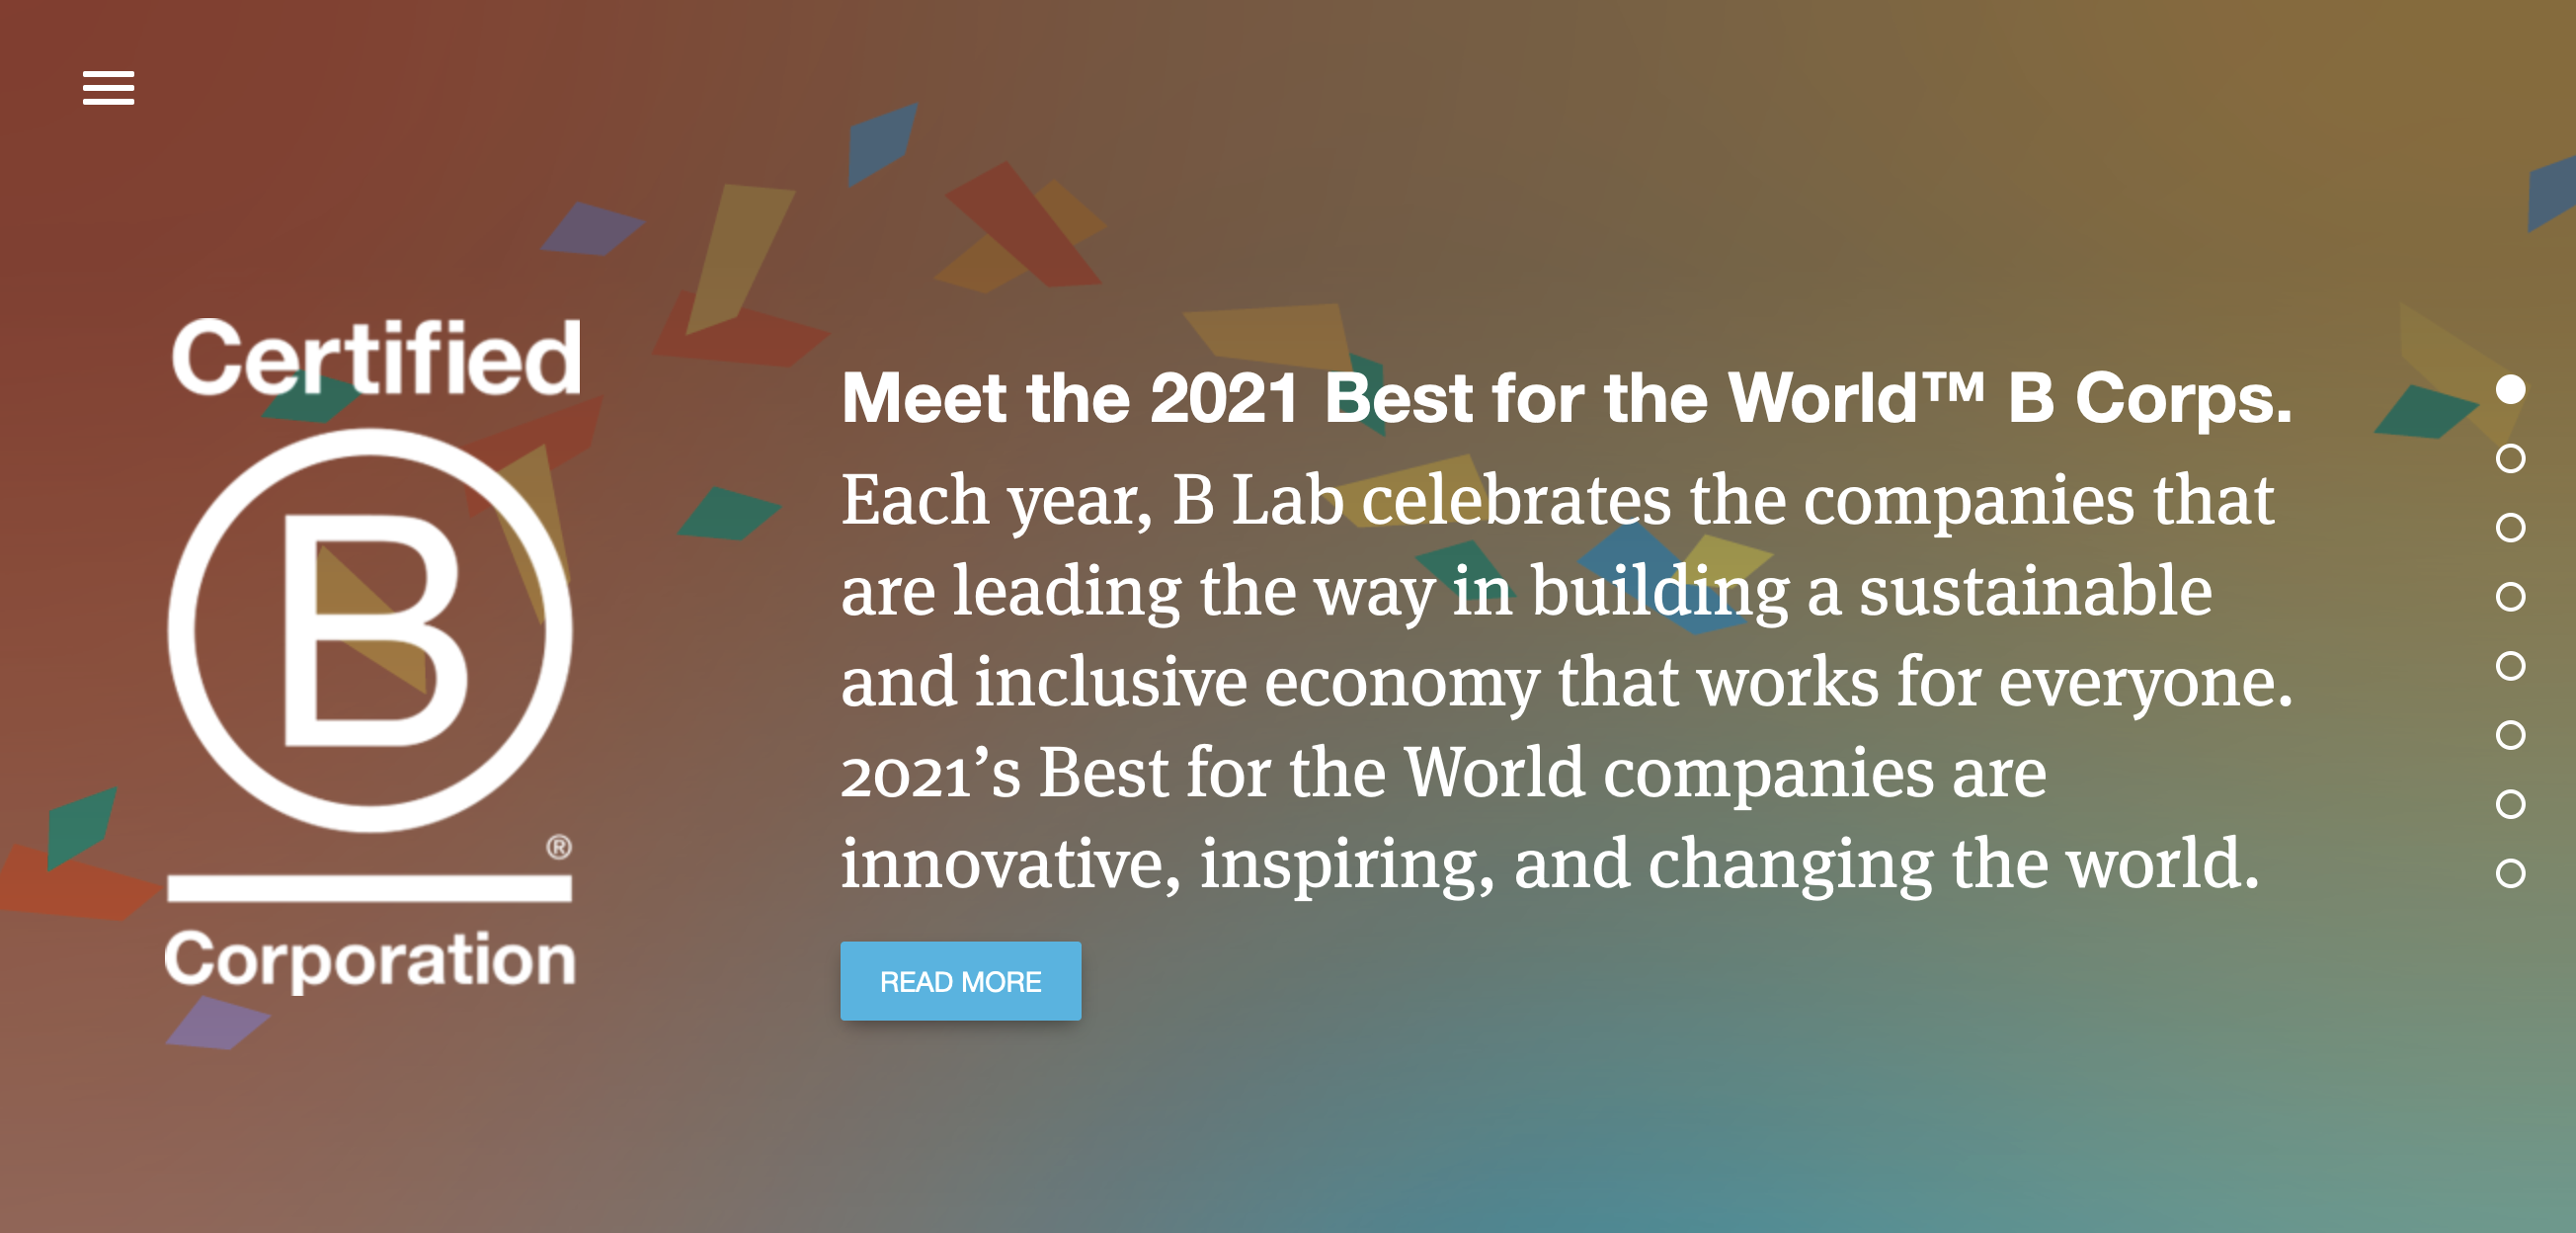 Certified
B
®
Corporation
Meet the 2021 Best for the World™ B Corps.
Each year, B Lab celebrates the companies that
are leading the way in building a sustainable
and inclusive economy that works for everyone.
2021’s Best for the World companies are
innovative, inspiring, and changing the world.
READ MORE